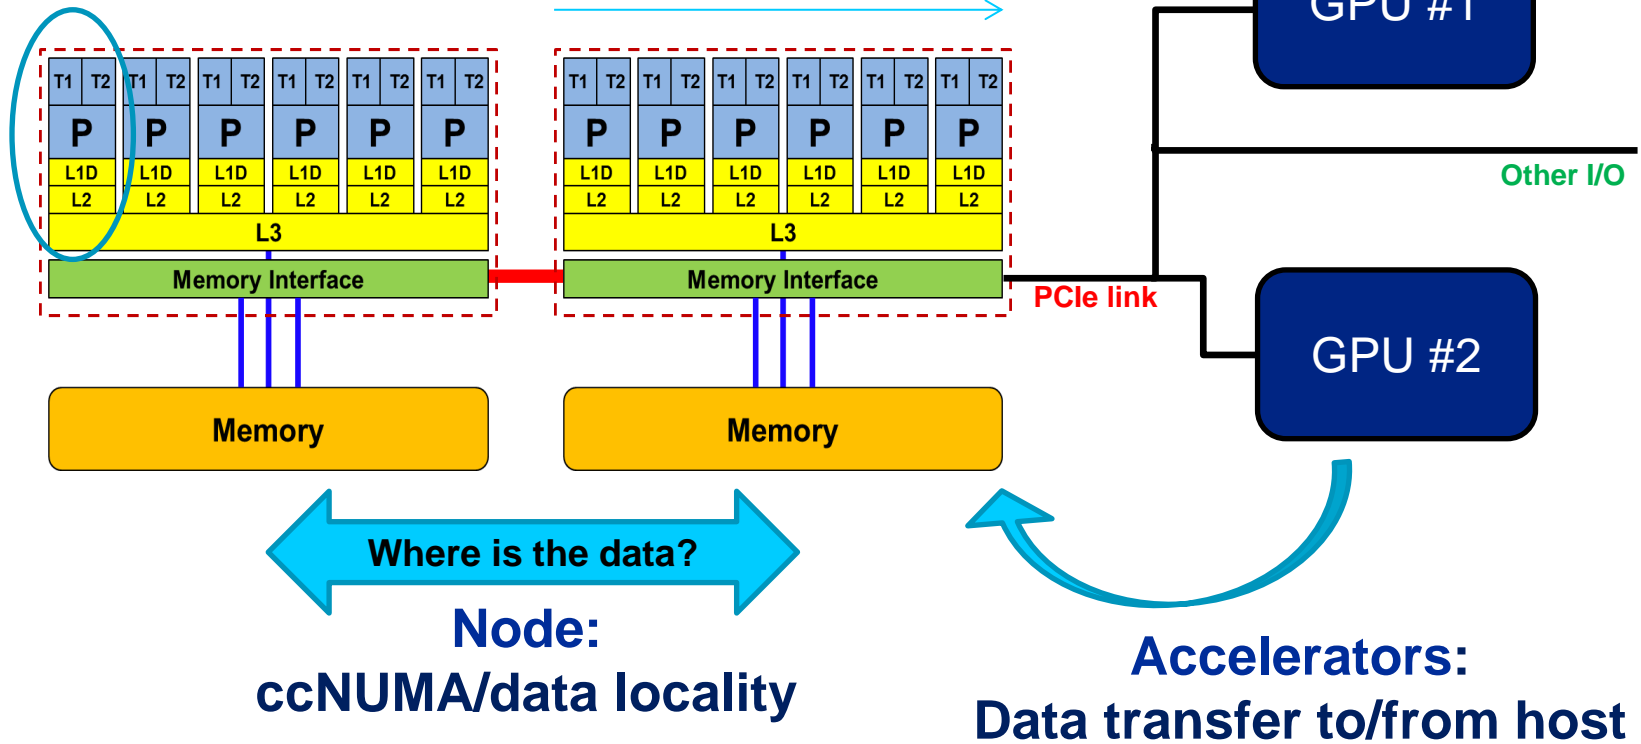 GPU #1
T1 T2 T1 T2 T1 T2 T1 T2 T1 T2 T1 T2
T1 T2 T1 T2 T1 T2 T1 T2 T1 T2 T1 T2
P P P P P P
P P P P P P
L1D L1D L1D L1D L1D L1D
L1D L1D L1D L1D L1D L1D
L2 L2 L2 L2 L2 L2
L2 L2 L2 L2 L2 L2
L3
L3
Memory Interface
Memory Interface
Other I/O
PCIe link
GPU #2
Memory
Memory
Where is the data?
Node:
ccNUMA/data locality
Accelerators:
Data transfer to/from host